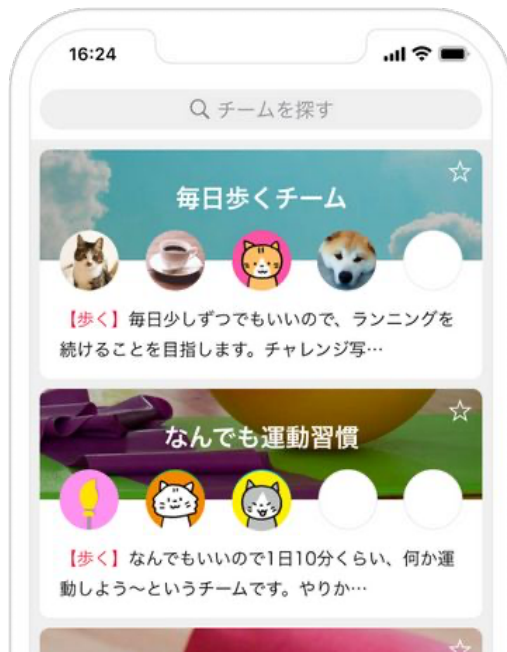 16:24
チームを探す
毎日歩くチーム
【歩く】毎日少しずつでもいいので、ランニングを
続けることを目指します。チャレンジ写…
なんでも運動習慣
【歩く】なんでもいいので1日10分くらい、何か運
動しよう〜というチームです。やりか…